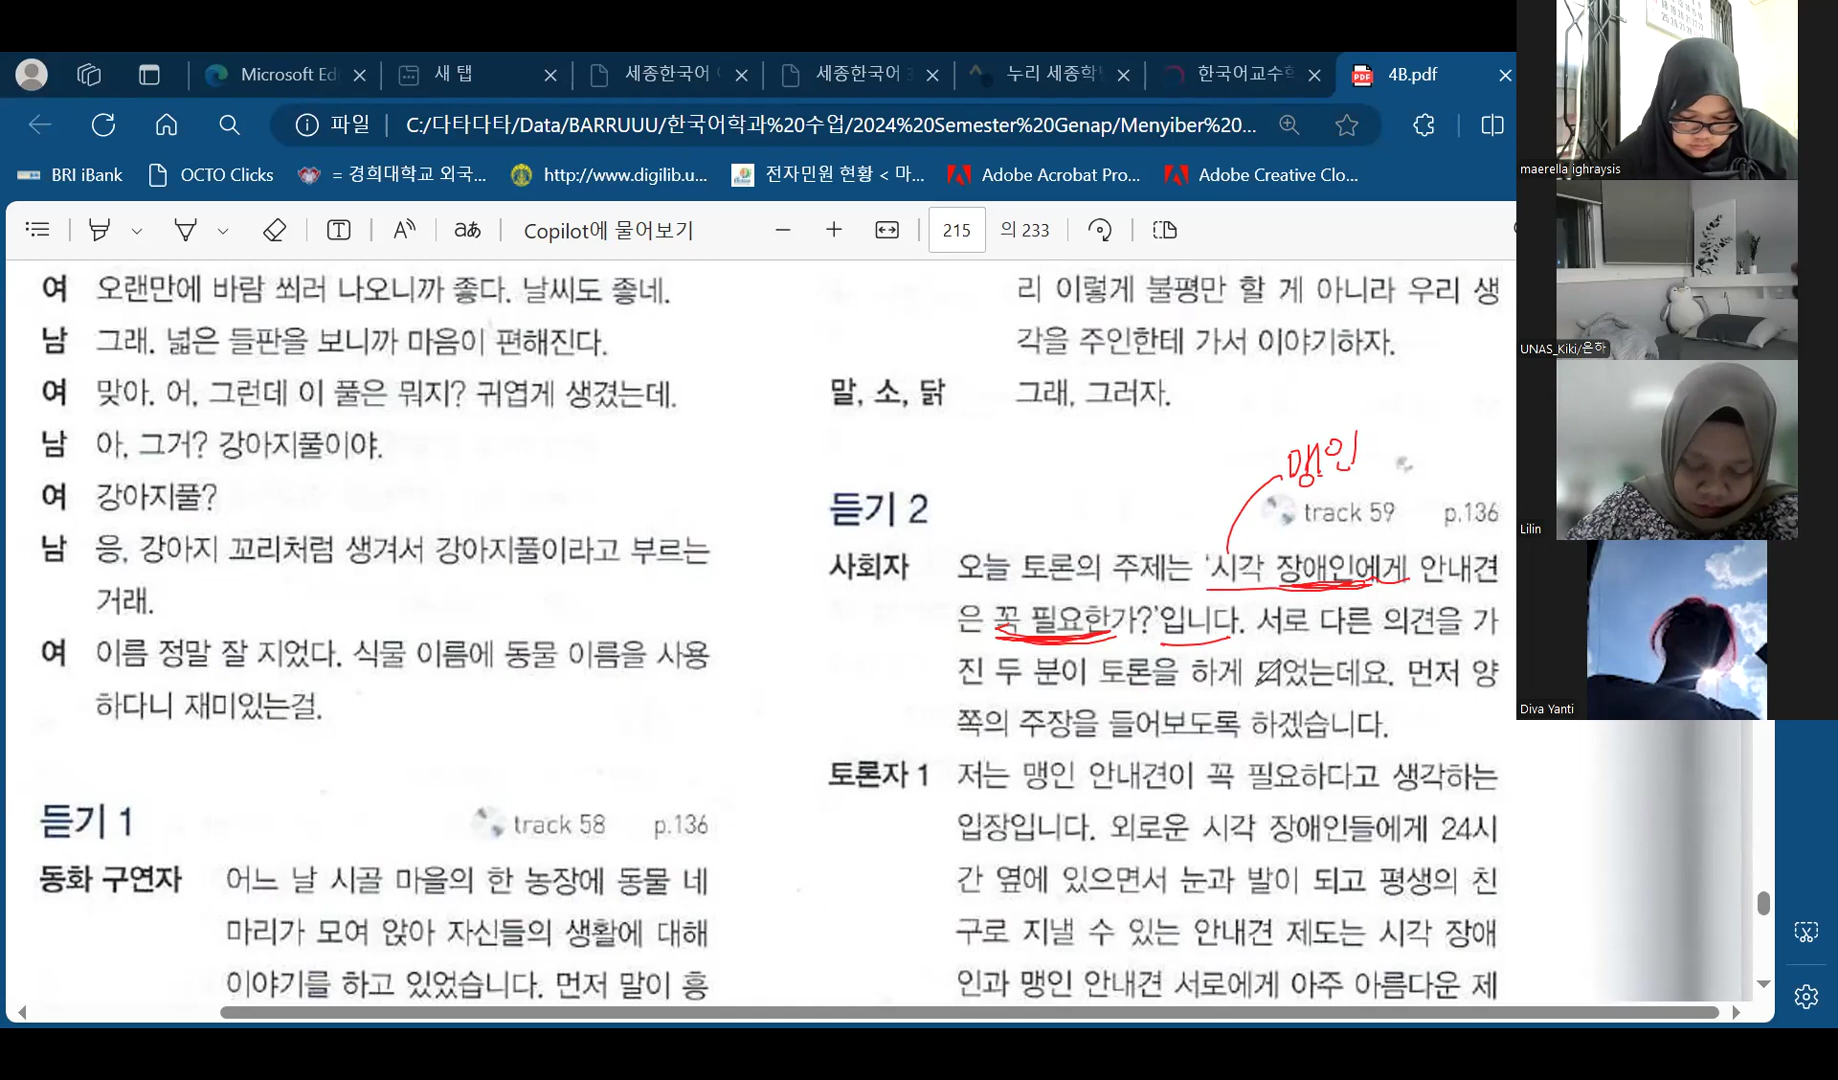 Microsoft Ed
새 탭
세종한국어
세종한국어 3
누리 세종학
한국어교수학
4B.pdf
파일
C:/다타다타/Data/BARRUUU/한국어학과%20수업/2024%20Semester%20Genap/Menyiber%20...
BRI iBank
OCTO Clicks
= 경희대학교 외국...
http://www.digilib.u...
전자민원 현황 < 마...
Adobe Acrobat Pro...
Adobe Creative Clo...
Copilot에 물어보기
215 의 233
여 오랜만에 바람 쐬러 나오니까 좋다. 날씨도 좋네.
남 그래. 넓은 들판을 보니까 마음이 편해진다.
여 맞아. 어, 그런데 이 풀은 뭐지? 귀엽게 생겼는데.
남 아, 그거? 강아지풀이야.
여 강아지풀?
남 응, 강아지 꼬리처럼 생겨서 강아지풀이라고 부르는
거래.
여 이름 정말 잘 지었다. 식물 이름에 동물 이름을 사용
하다니 재미있는걸.
듣기 1 track 58 p.136
동화 구연자 어느 날 시골 마을의 한 농장에 동물 네
마리가 모여 앉아 자신들의 생활에 대해
이야기를 하고 있었습니다. 먼저 말이 흥
리 이렇게 불평만 할 게 아니라 우리 생
각을 주인한테 가서 이야기하자.
말, 소, 닭 그래, 그러자.
맹인
듣기 2 track 59 p.136
사회자 오늘 토론의 주제는 '시각 장애인에게 안내견
은 꼭 필요한가?'입니다. 서로 다른 의견을 가
진 두 분이 토론을 하게 되었는데요. 먼저 양
쪽의 주장을 들어보도록 하겠습니다.
토론자 1 저는 맹인 안내견이 꼭 필요하다고 생각하는
입장입니다. 외로운 시각 장애인들에게 24시
간 옆에 있으면서 눈과 발이 되고 평생의 친
구로 지낼 수 있는 안내견 제도는 시각 장애
인과 맹인 안내견 서로에게 아주 아름다운 제
maerella ighraysis
UNAS_Kiki/은하
Lilin
Diva Yanti